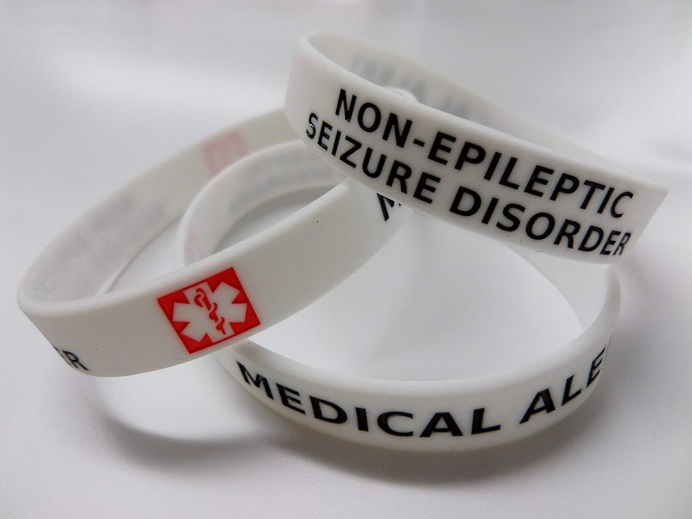 NON-EPILEPTIC
SEIZURE DISORDER
MEDICAL ALE